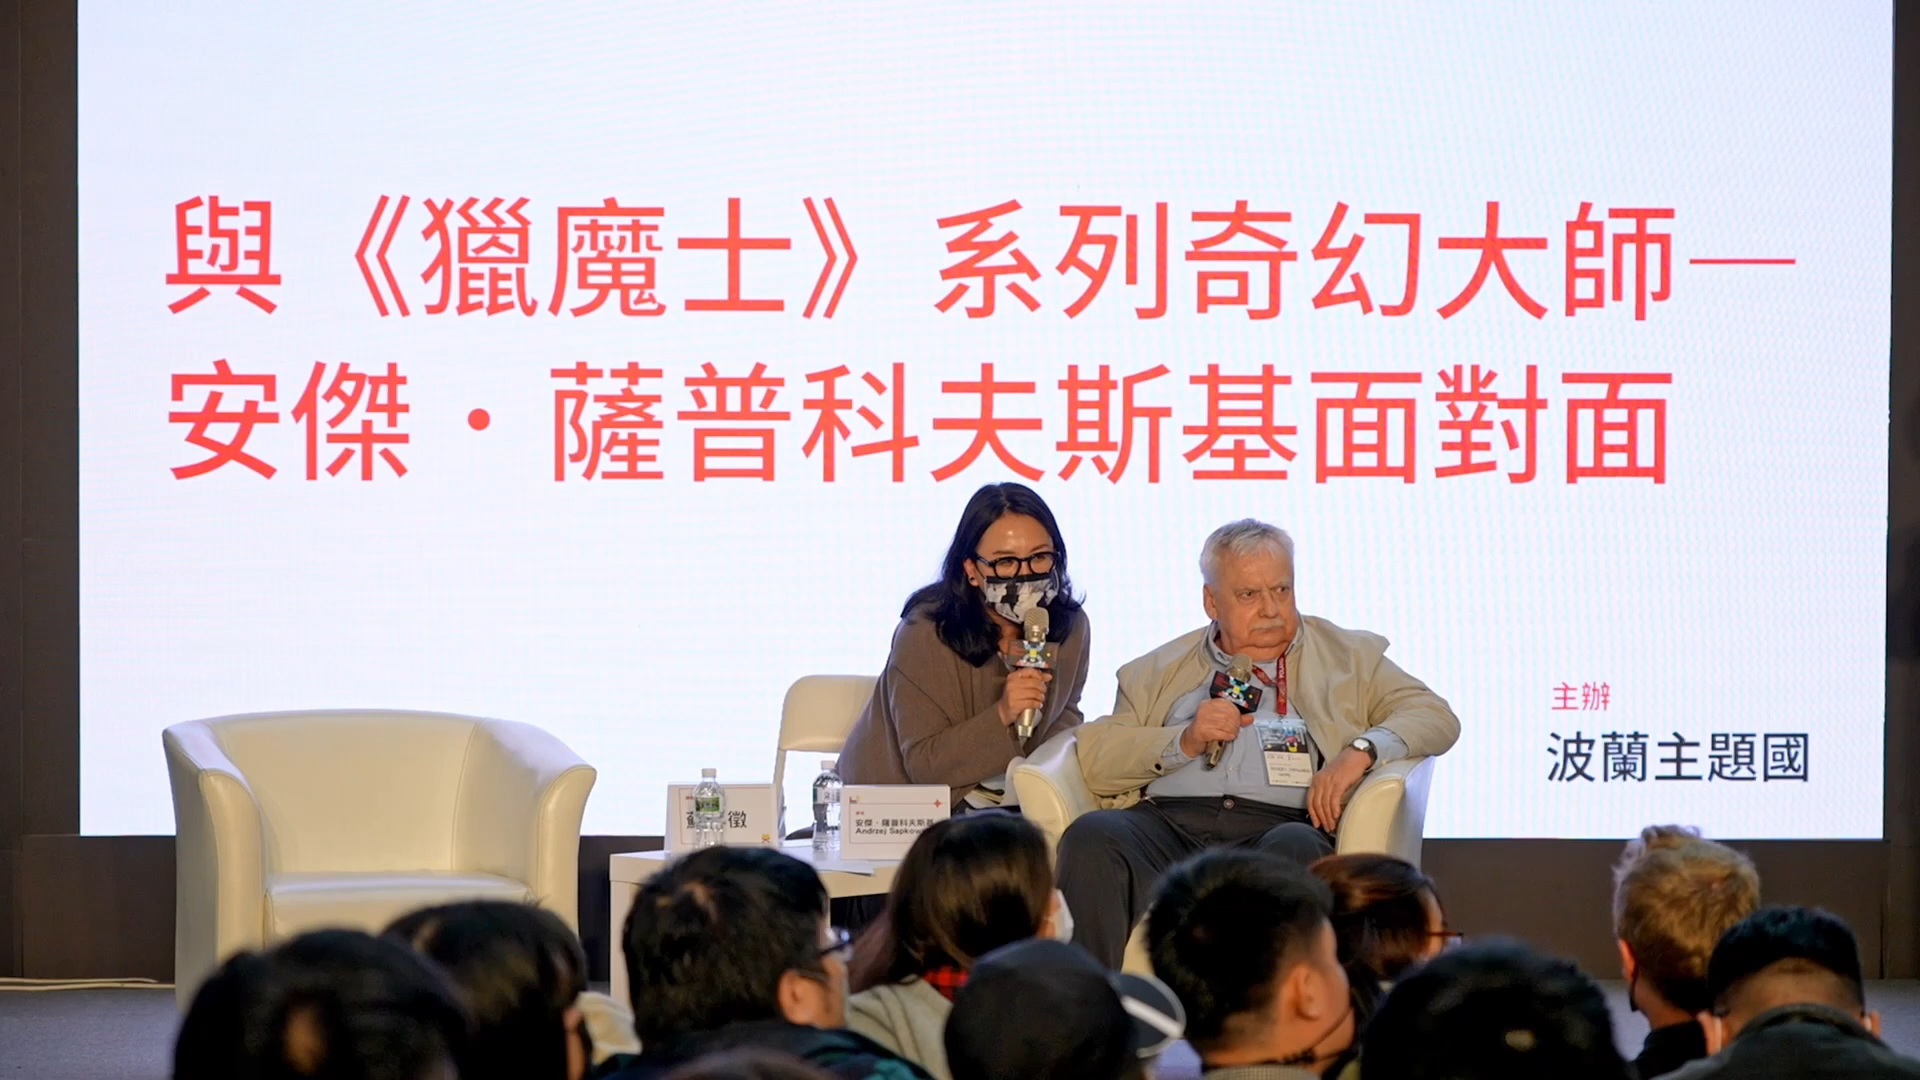 與《獵魔士》系列奇幻大師—
安傑・薩普科夫斯基面對面
主辦
波蘭主題國
徵
安傑・薩普科夫斯基
Andrzej Sapkow